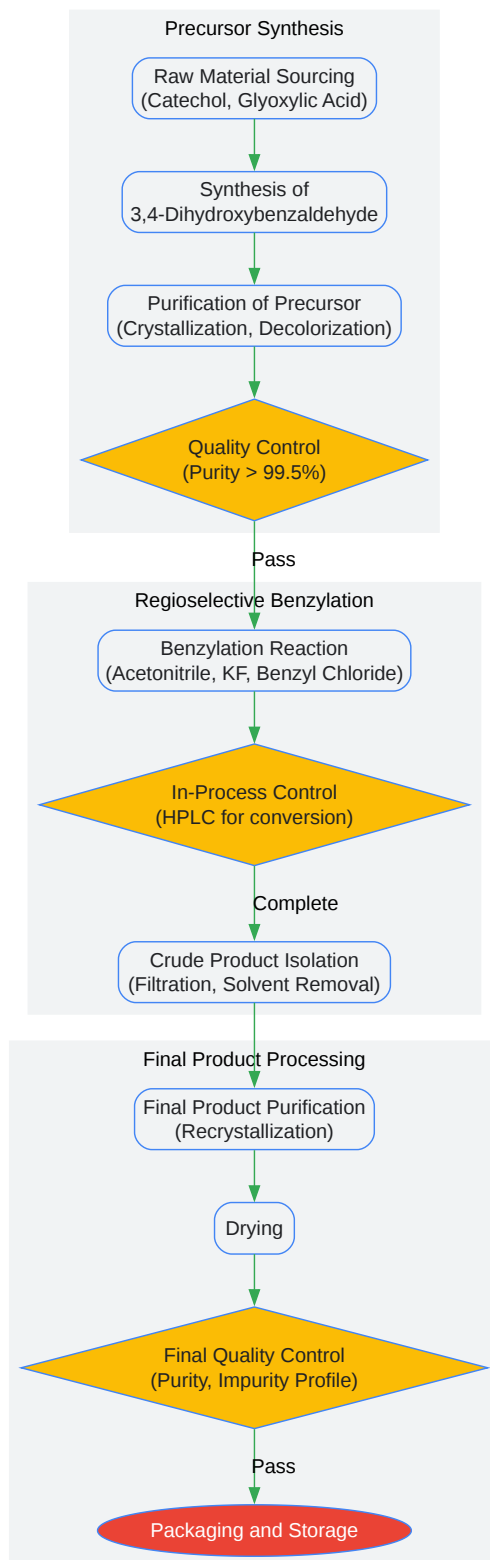 Precursor Synthesis
Raw Material Sourcing
(Catechol, Glyoxylic Acid)
Synthesis of
3,4-Dihydroxybenzaldehyde
Purification of Precursor
(Crystallization, Decolorization)
Quality Control
(Purity > 99.5%)
Pass
Regioselective Benzylation
Benzylation Reaction
(Acetonitrile, KF, Benzyl Chloride)
In-Process Control
(HPLC for conversion)
Complete
Crude Product Isolation
(Filtration, Solvent Removal)
Final Product Processing
Final Product Purification
(Recrystallization)
Drying
Final Quality Control
(Purity, Impurity Profile)
Pass
Packaging and Storage